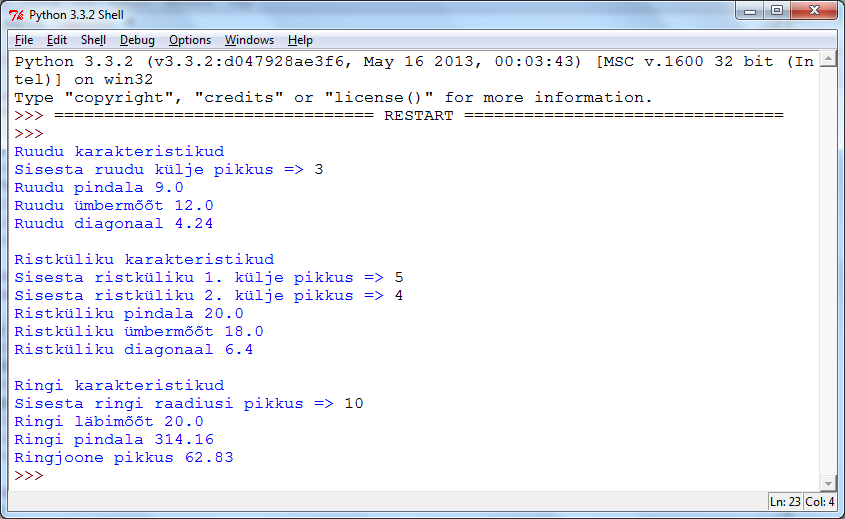 Python 3.3.2 Shell
File Edit Shell Debug Options Windows Help
Python 3.3.2 (v3.3.2:d047928ae3f6, May 16 2013, 00:03:43) [MSC v.1600 32 bit (In
tel)] on win32
Type "copyright", "credits" or "license()" for more information.
>>> ================================ RESTART ================================
>>>
Ruudu karakteristikud
Sisesta ruudu külje pikkus => 3
Ruudu pindala 9.0
Ruudu ümbermõõt 12.0
Ruudu diagonaal 4.24
Ristküliku karakteristikud
Sisesta ristküliku 1. külje pikkus => 5
Sisesta ristküliku 2. külje pikkus => 4
Ristküliku pindala 20.0
Ristküliku ümbermõõt 18.0
Ristküliku diagonaal 6.4
Ringi karakteristikud
Sisesta ringi raadiusi pikkus => 10
Ringi läbimõõt 20.0
Ringi pindala 314.16
Ringjoone pikkus 62.83
>>>
Ln: 23 Col: 4